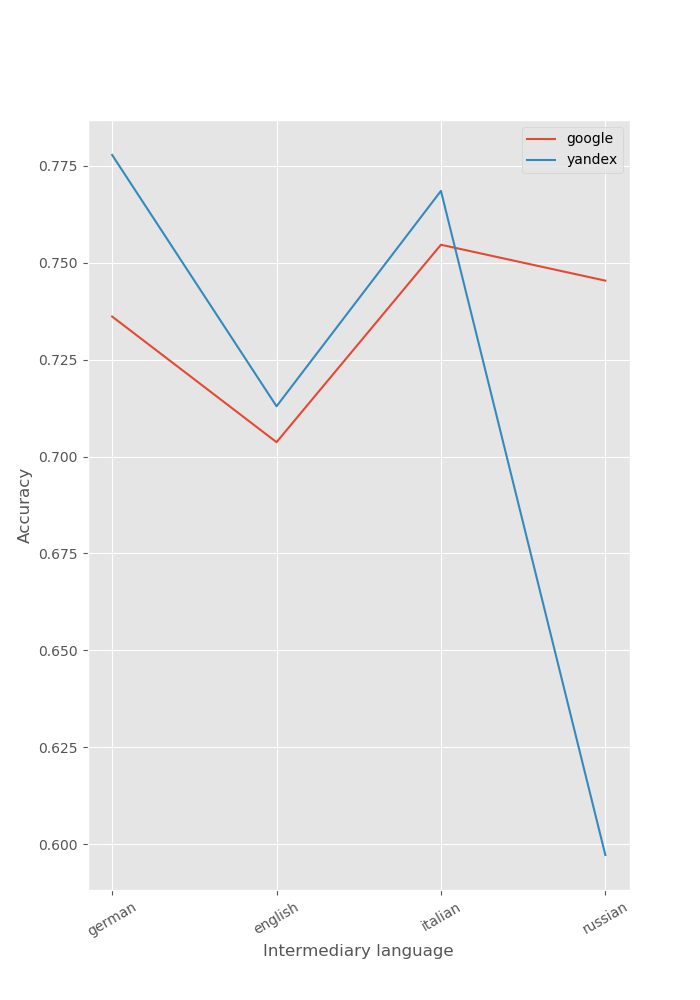 google
yandex
0.775
0.750
0.725
0.700
0.675
0.650
0.625
0.600
Accuracy
german
english
italian
russian
Intermediary language